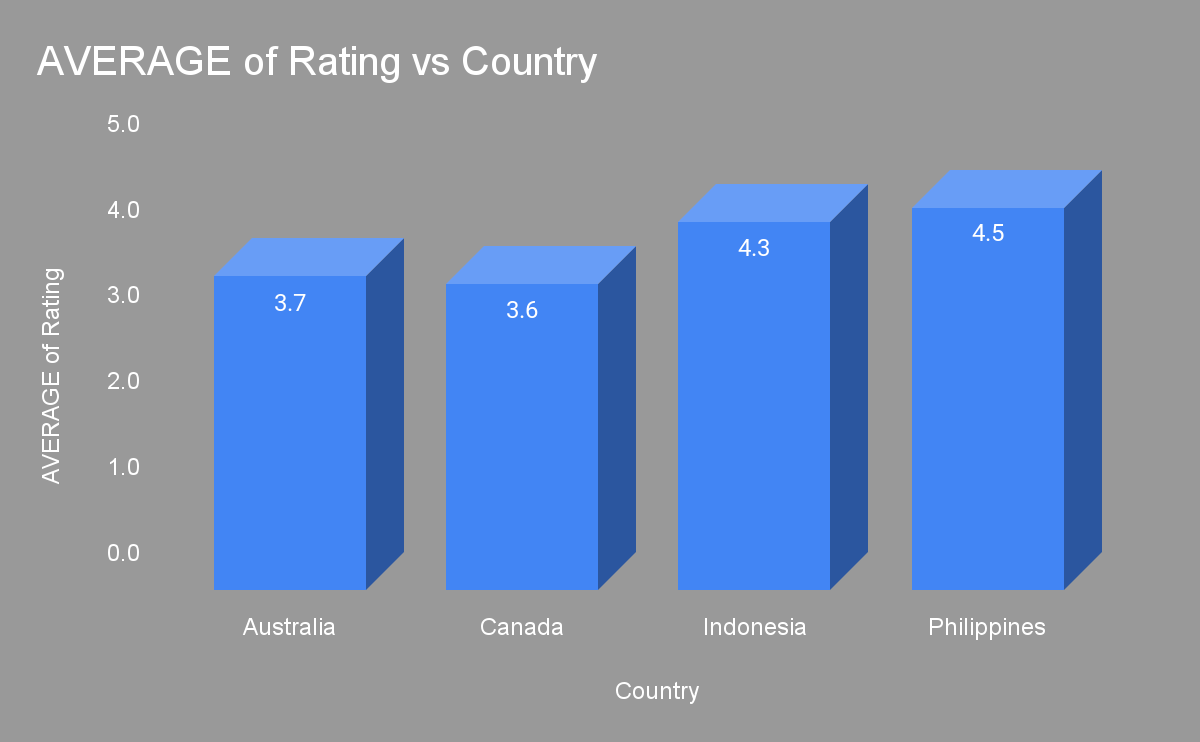 AVERAGE of Rating vs Country
5.0
4.0
3.0
2.0
1.0
0.0
AVERAGE of Rating
3.7
3.6
4.3
4.5
Australia
Canada
Indonesia
Philippines
Country